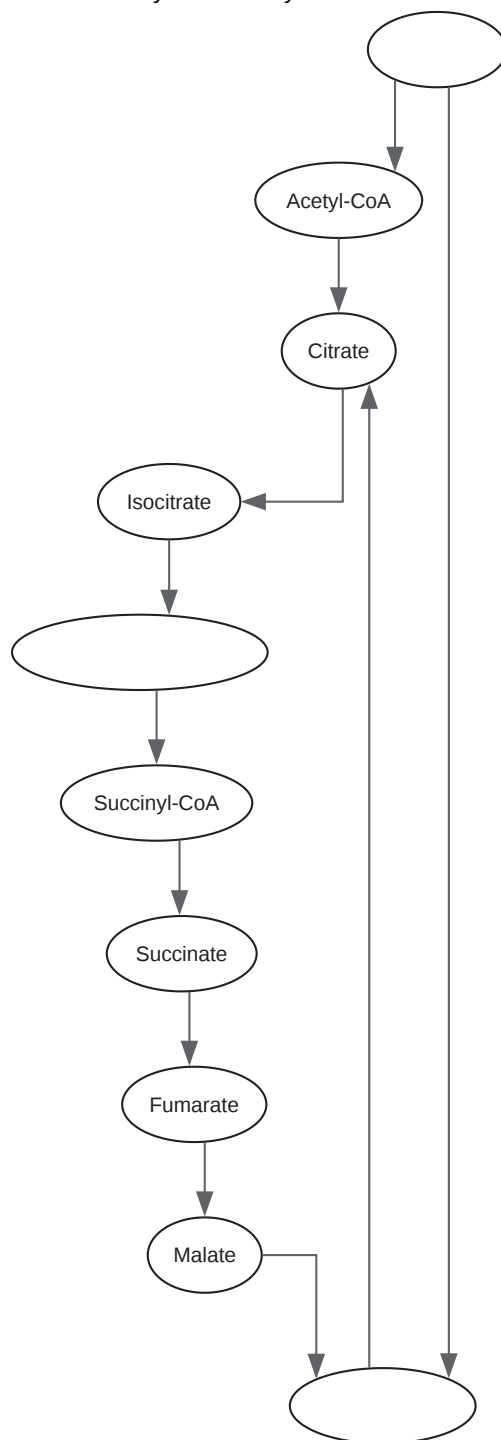 Acetyl-CoA
Citrate
Isocitrate
Succinyl-CoA
Succinate
Fumarate
Malate